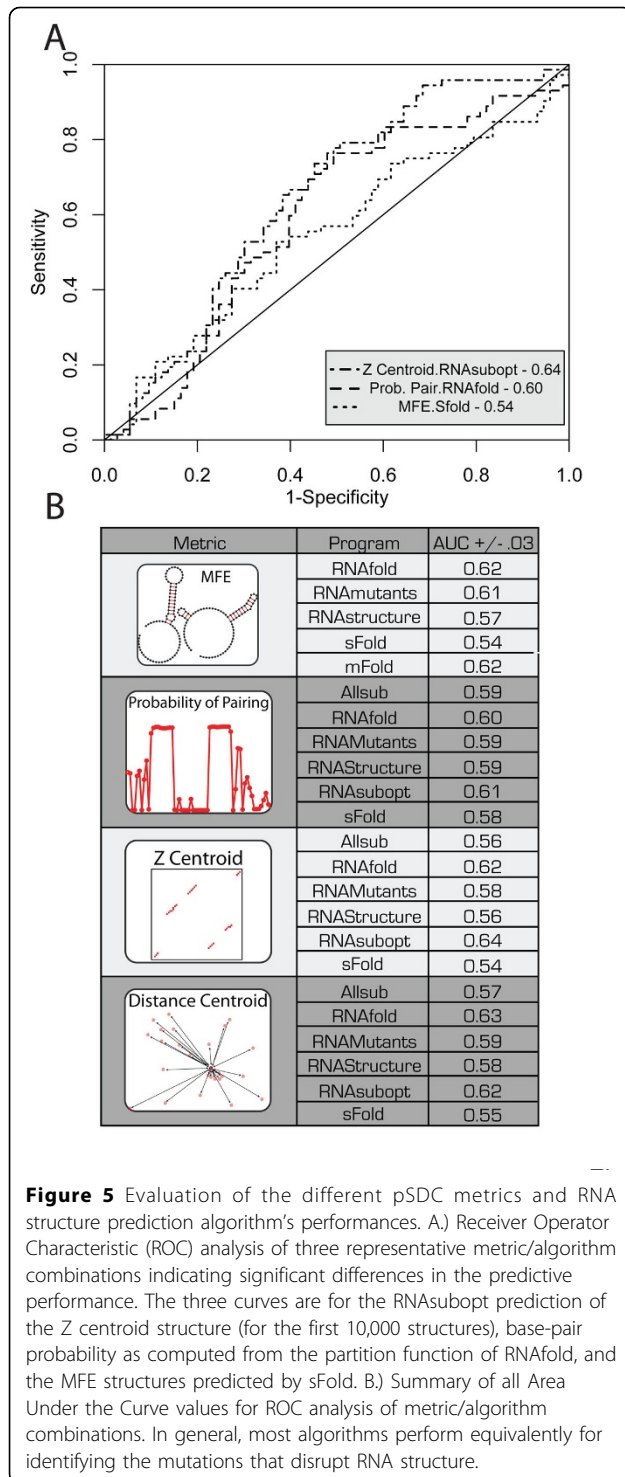 A
Sensitivity
1.0
0.8
0.6
0.4
0.2
0.0
Z Centroid.RNAsubopt - 0.64
Prob. Pair.RNAfold - 0.60
MFE.Sfold - 0.54
0.0 0.2 0.4 0.6 0.8 1.0
1-Specificity
B
Metric Program AUC +/- .03
MFE
RNAfold 0.62
RNAmutants 0.61
RNAstructure 0.57
sFold 0.54
mFold 0.62
Probability of Pairing
Allsub 0.59
RNAfold 0.60
RNAMutants 0.59
RNAStructure 0.59
RNAsubopt 0.61
sFold 0.58
Z Centroid
Allsub 0.56
RNAfold 0.62
RNAMutants 0.58
RNAStructure 0.56
RNAsubopt 0.64
sFold 0.54
Distance Centroid
Allsub 0.57
RNAfold 0.63
RNAMutants 0.59
RNAStructure 0.58
RNAsubopt 0.62
sFold 0.55
Figure 5 Evaluation of the different pSDC metrics and RNA
structure prediction algorithm's performances. A.) Receiver Operator
Characteristic (ROC) analysis of three representative metric/algorithm
combinations indicating significant differences in the predictive
performance. The three curves are for the RNAsubopt prediction of
the Z centroid structure (for the first 10,000 structures), base-pair
probability as computed from the partition function of RNAfold, and
the MFE structures predicted by sFold. B.) Summary of all Area
Under the Curve values for ROC analysis of metric/algorithm
combinations. In general, most algorithms perform equivalently for
identifying the mutations that disrupt RNA structure.